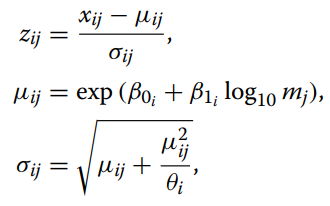 z_{ij} = \frac{x_{ij} - \mu_{ij}}{\sigma_{ij}},
\mu_{ij} = \exp(\beta_{0_i} + \beta_{1_i} \log_{10} m_j),
\sigma_{ij} = \sqrt{\mu_{ij} + \frac{\mu_{ij}^2}{\theta_i}},